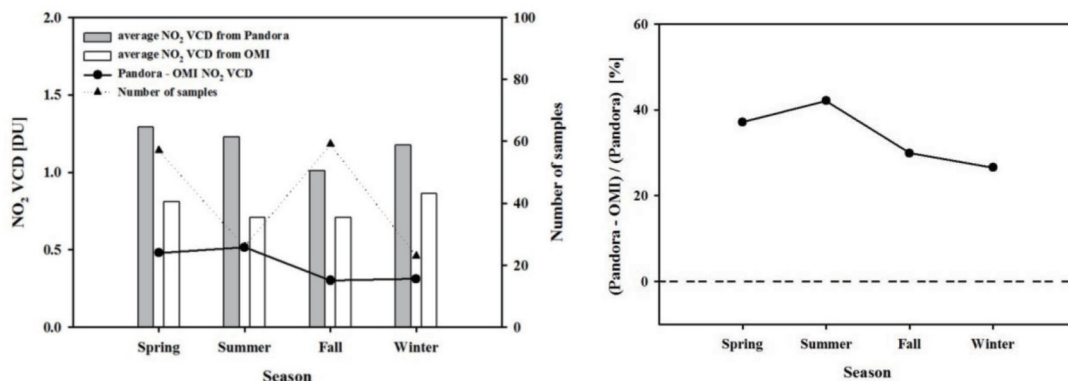 2.0
1.5
1.0
0.5
0.0
NO₂ VCD [DU]
average NO₂ VCD from Pandora
average NO₂ VCD from OMI
Pandora - OMI NO₂ VCD
Number of samples
100
80
60
40
20
0
Number of samples
Spring Summer Fall Winter
Season
60
40
20
0
(Pandora - OMI) / (Pandora) [%]
Spring Summer Fall Winter
Season